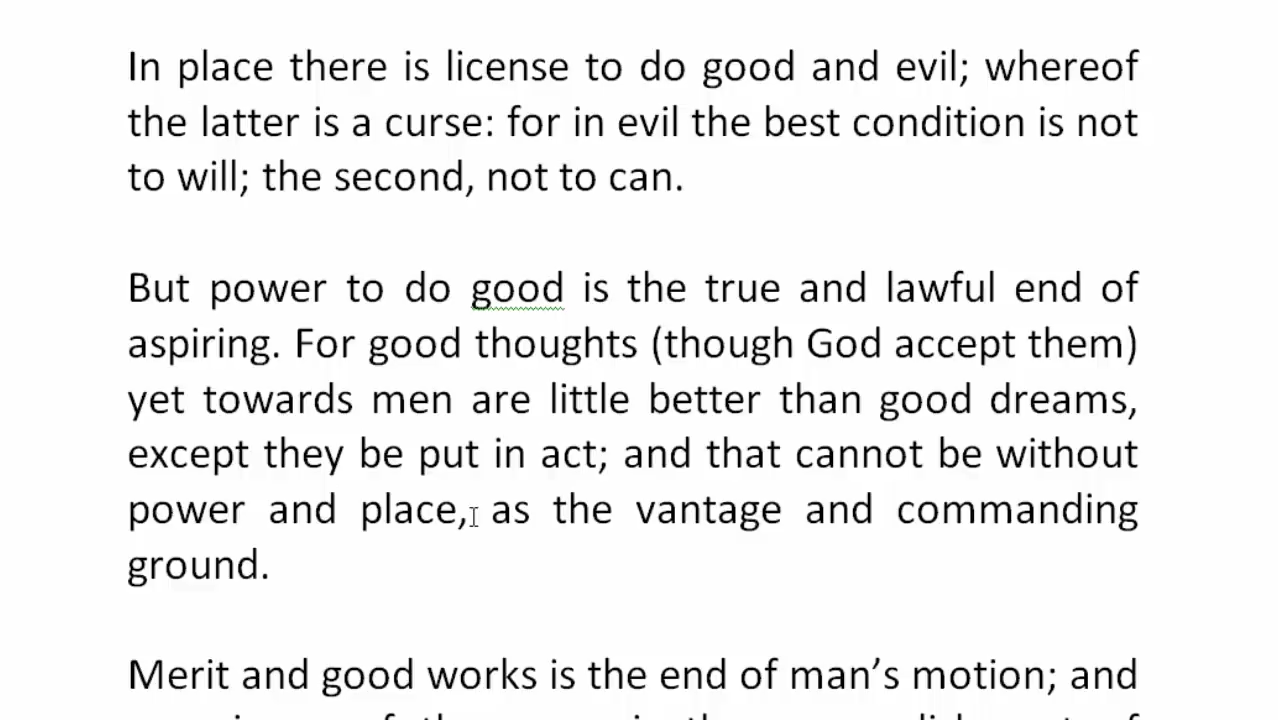 In place there is license to do good and evil; whereof
the latter is a curse: for in evil the best condition is not
to will; the second, not to can.
But power to do good is the true and lawful end of
aspiring. For good thoughts (though God accept them)
yet towards men are little better than good dreams,
except they be put in act; and that cannot be without
power and place, as the vantage and commanding
ground.
Merit and good works is the end of man’s motion; and